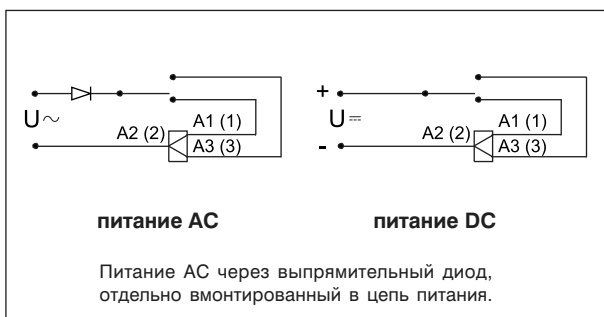 U~
A2 (2)
A1 (1)
A3 (3)
питание AC
+
U⎓
-
A2 (2)
A1 (1)
A3 (3)
питание DC
Питание AC через выпрямительный диод,
отдельно вмонтированный в цепь питания.